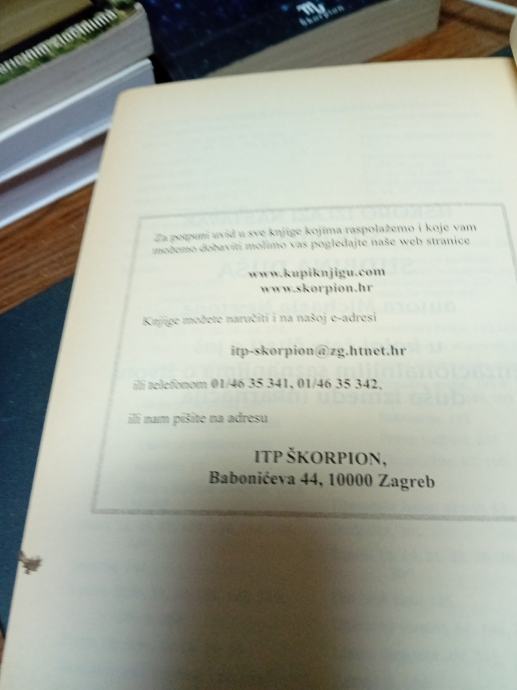 Škorpion
Za potpuni uvid u sve knjige kojima raspolažemo i koje vam
možemo dobaviti molimo vas pogledajte naše web stranice
www.kupiknjigu.com
www.skorpion.hr
Knjige možete naručiti i na našoj e-adresi
itp-skorpion@zg.htnet.hr
ili telefonom 01/46 35 341, 01/46 35 342,
ili nam pišite na adresu
ITP ŠKORPION,
Babonićeva 44, 10000 Zagreb